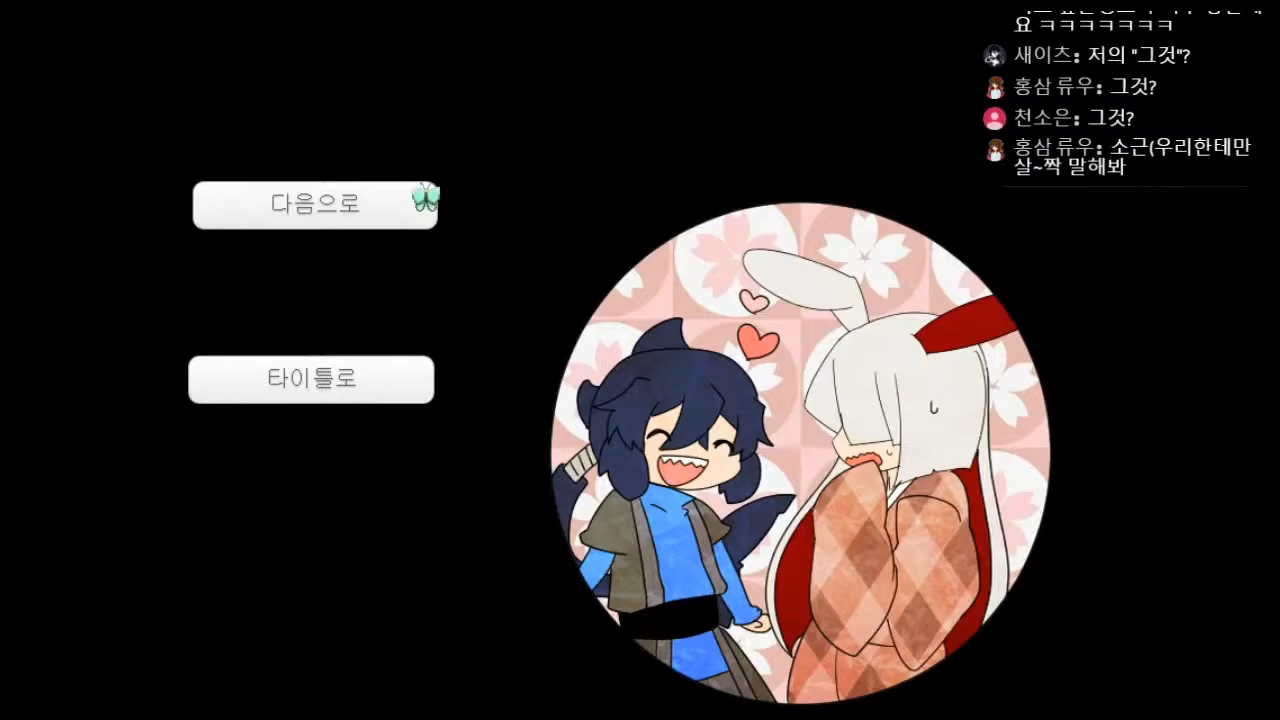 요 ㅋㅋㅋㅋㅋㅋㅋ
새이츠: 저의 "그것"?
홍삼 류우: 그것?
천소은: 그것?
홍삼 류우: 소근(우리한테만
살~짝 말해봐
다음으로
타이틀로